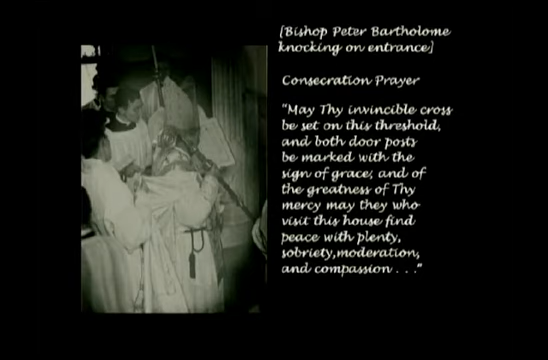 [Bishop Peter Bartholome
knocking on entrance]
Consecration Prayer
"May Thy invincible cross
be set on this threshold,
and both door posts
be marked with the
sign of grace; and of
the greatness of Thy
mercy may they who
visit this house find
peace with plenty,
sobriety,moderation,
and compassion . . ."